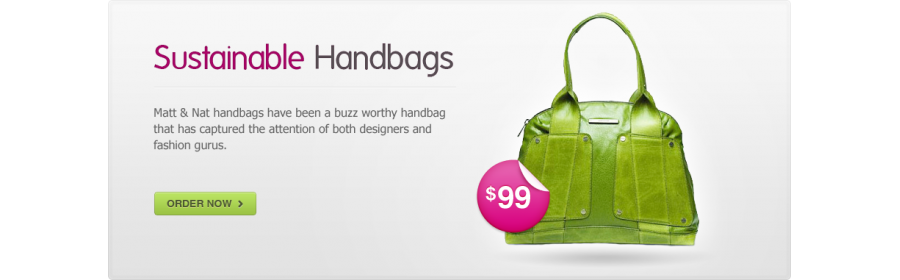 Sustainable Handbags
Matt & Nat handbags have been a buzz worthy handbag
that has captured the attention of both designers and
fashion gurus.
$99
ORDER NOW >